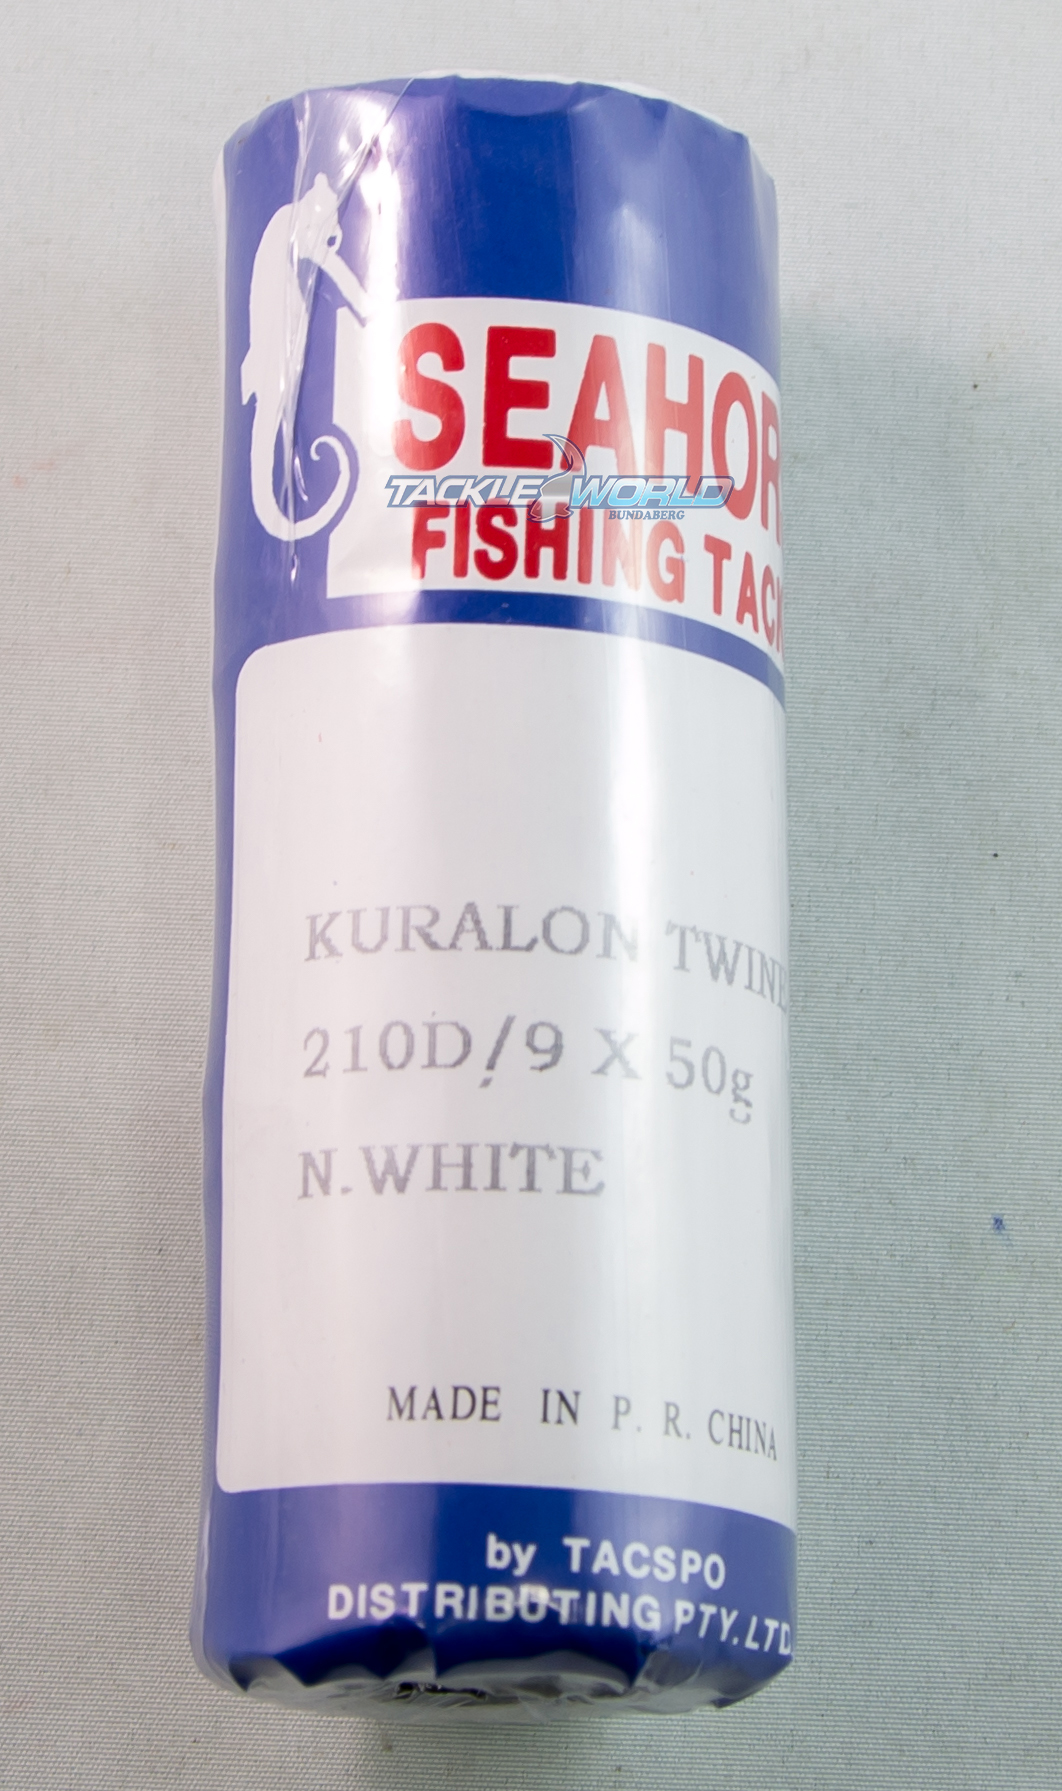 SEAHOR
TACKLE WORLD
BUNDABERG
FISHING TACK
KURALON TWINE
210D/9 X 50g
N.WHITE
MADE IN P. R. CHINA
by TACSPO
DISTRIBUTING PTY.LTD